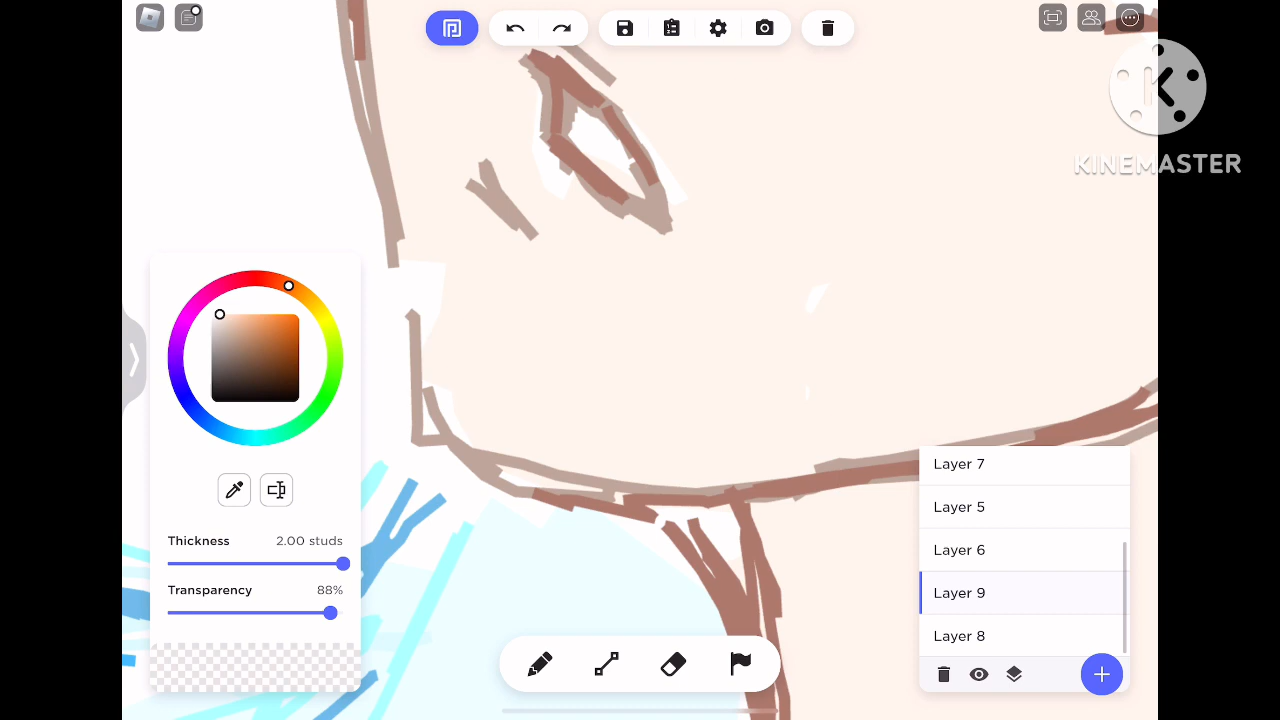 KINEMASTER
Thickness 2.00 studs
Transparency 88%
Layer 7
Layer 5
Layer 6
Layer 9
Layer 8